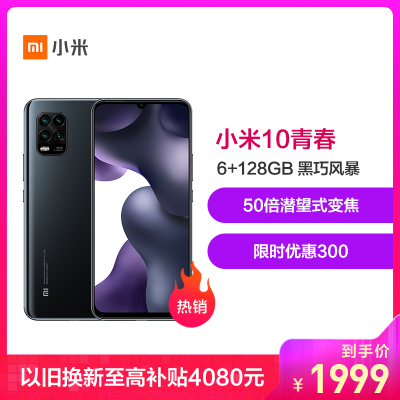 小米
小米10青春
6+128GB 黑巧风暴
50倍潜望式变焦
限时优惠300
热销
以旧换新至高补贴4080元
到手价
¥1999